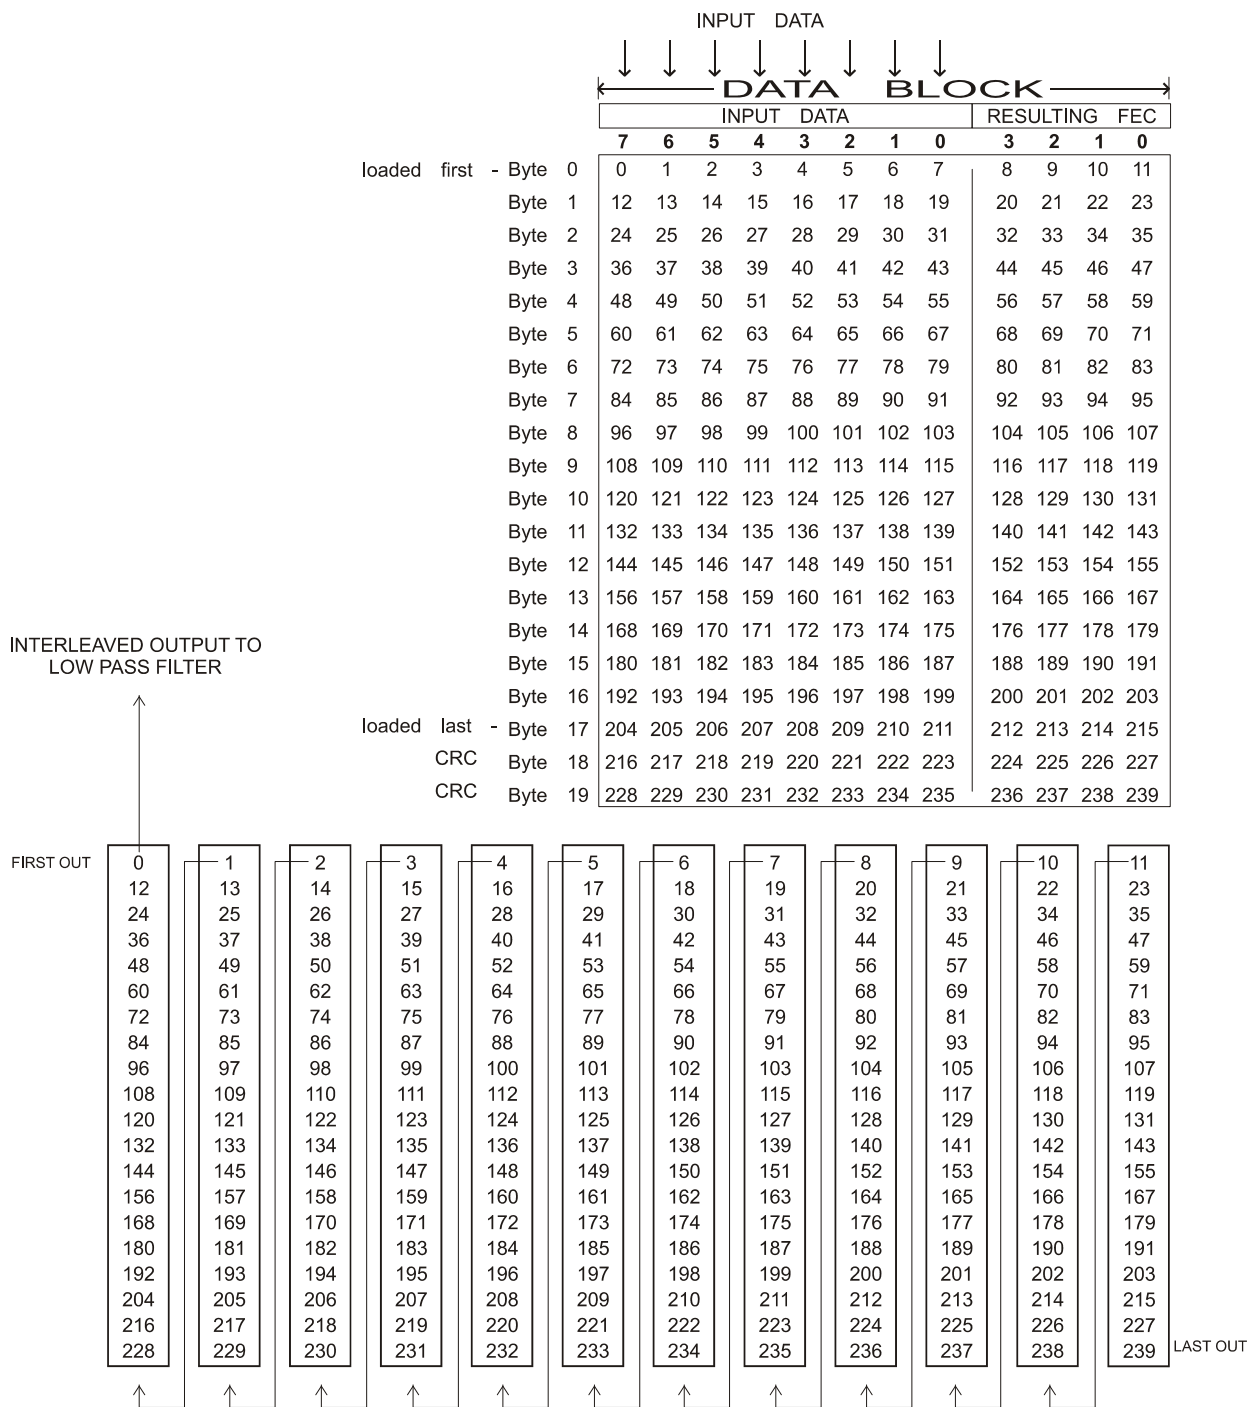 INPUT DATA
DATA BLOCK
INPUT DATA RESULTING FEC
7 6 5 4 3 2 1 0 3 2 1 0
loaded first - Byte 0 0 1 2 3 4 5 6 7 8 9 10 11
Byte 1 12 13 14 15 16 17 18 19 20 21 22 23
Byte 2 24 25 26 27 28 29 30 31 32 33 34 35
Byte 3 36 37 38 39 40 41 42 43 44 45 46 47
Byte 4 48 49 50 51 52 53 54 55 56 57 58 59
Byte 5 60 61 62 63 64 65 66 67 68 69 70 71
Byte 6 72 73 74 75 76 77 78 79 80 81 82 83
Byte 7 84 85 86 87 88 89 90 91 92 93 94 95
Byte 8 96 97 98 99 100 101 102 103 104 105 106 107
Byte 9 108 109 110 111 112 113 114 115 116 117 118 119
Byte 10 120 121 122 123 124 125 126 127 128 129 130 131
Byte 11 132 133 134 135 136 137 138 139 140 141 142 143
Byte 12 144 145 146 147 148 149 150 151 152 153 154 155
Byte 13 156 157 158 159 160 161 162 163 164 165 166 167
Byte 14 168 169 170 171 172 173 174 175 176 177 178 179
Byte 15 180 181 182 183 184 185 186 187 188 189 190 191
Byte 16 192 193 194 195 196 197 198 199 200 201 202 203
loaded last - Byte 17 204 205 206 207 208 209 210 211 212 213 214 215
CRC Byte 18 216 217 218 219 220 221 222 223 224 225 226 227
CRC Byte 19 228 229 230 231 232 233 234 235 236 237 238 239
INTERLEAVED OUTPUT TO
LOW PASS FILTER
FIRST OUT 0 1 2 3 4 5 6 7 8 9 10 11
12 13 14 15 16 17 18 19 20 21 22 23
24 25 26 27 28 29 30 31 32 33 34 35
36 37 38 39 40 41 42 43 44 45 46 47
48 49 50 51 52 53 54 55 56 57 58 59
60 61 62 63 64 65 66 67 68 69 70 71
72 73 74 75 76 77 78 79 80 81 82 83
84 85 86 87 88 89 90 91 92 93 94 95
96 97 98 99 100 101 102 103 104 105 106 107
108 109 110 111 112 113 114 115 116 117 118 119
120 121 122 123 124 125 126 127 128 129 130 131
132 133 134 135 136 137 138 139 140 141 142 143
144 145 146 147 148 149 150 151 152 153 154 155
156 157 158 159 160 161 162 163 164 165 166 167
168 169 170 171 172 173 174 175 176 177 178 179
180 181 182 183 184 185 186 187 188 189 190 191
192 193 194 195 196 197 198 199 200 201 202 203
204 205 206 207 208 209 210 211 212 213 214 215
216 217 218 219 220 221 222 223 224 225 226 227
228 229 230 231 232 233 234 235 236 237 238 239 LAST OUT